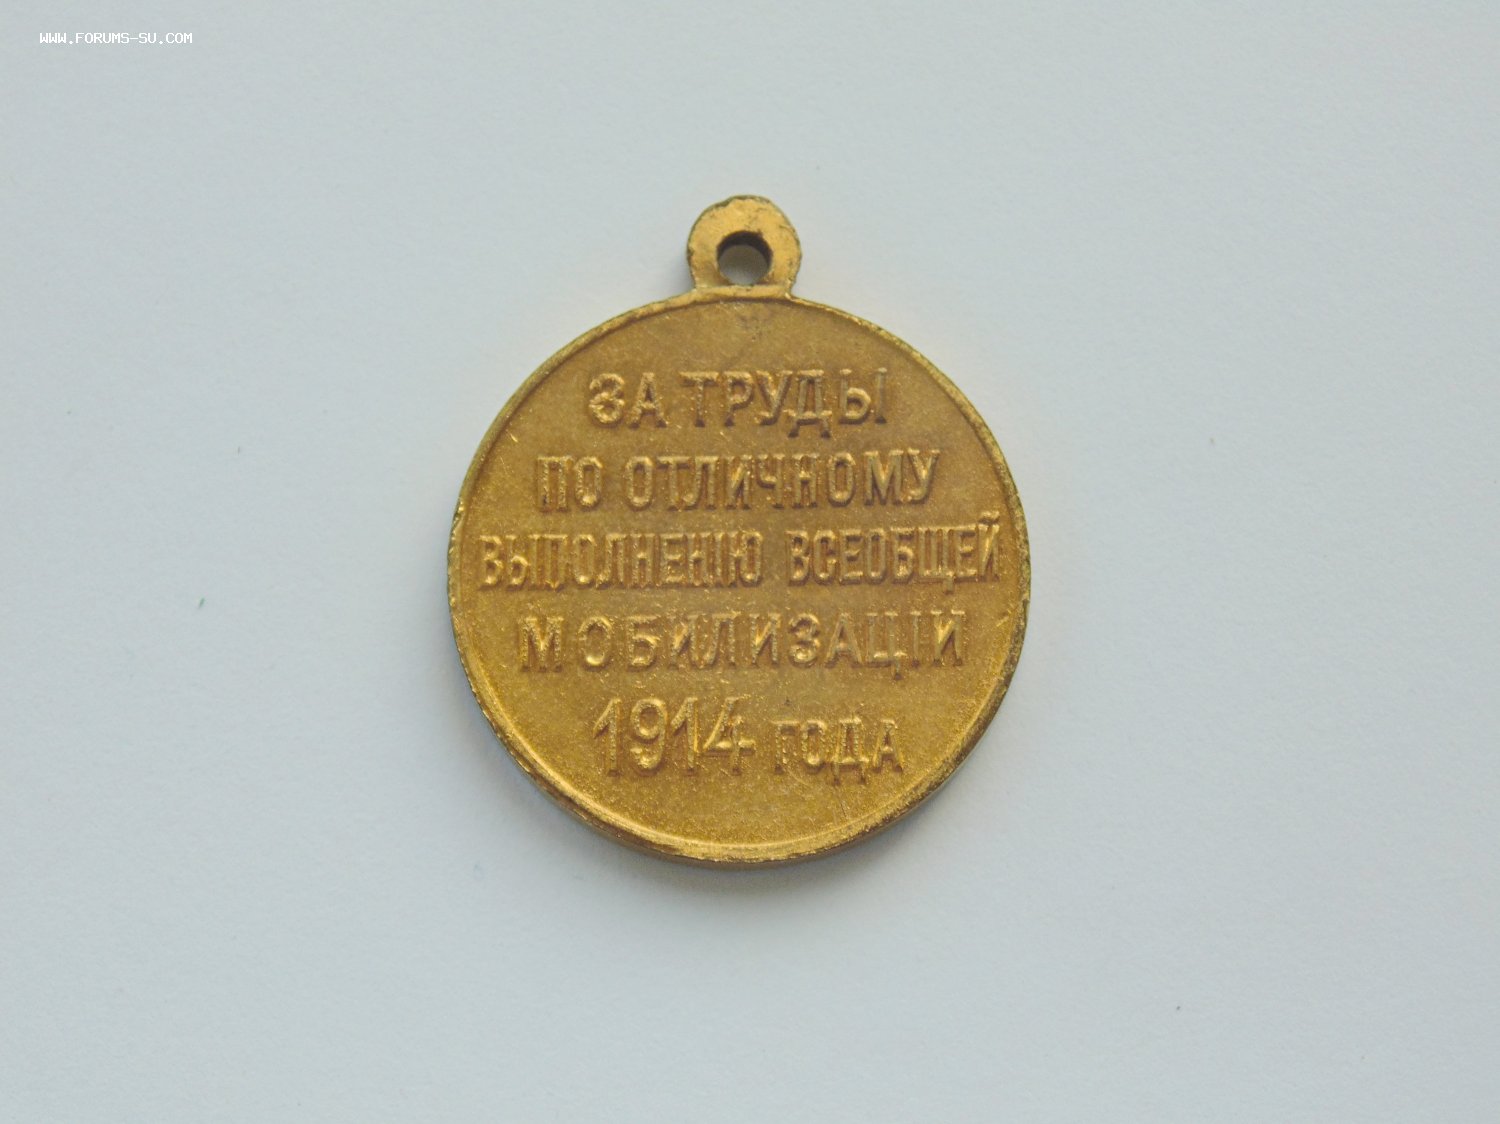 WWW.FORUMS-SU.COM
ЗА ТРУДЫ
ПО ОТЛИЧНОМУ
ВЫПОЛНЕНІЮ ВСЕОБЩЕЙ
МОБИЛИЗАЦІИ
1914 ГОДА